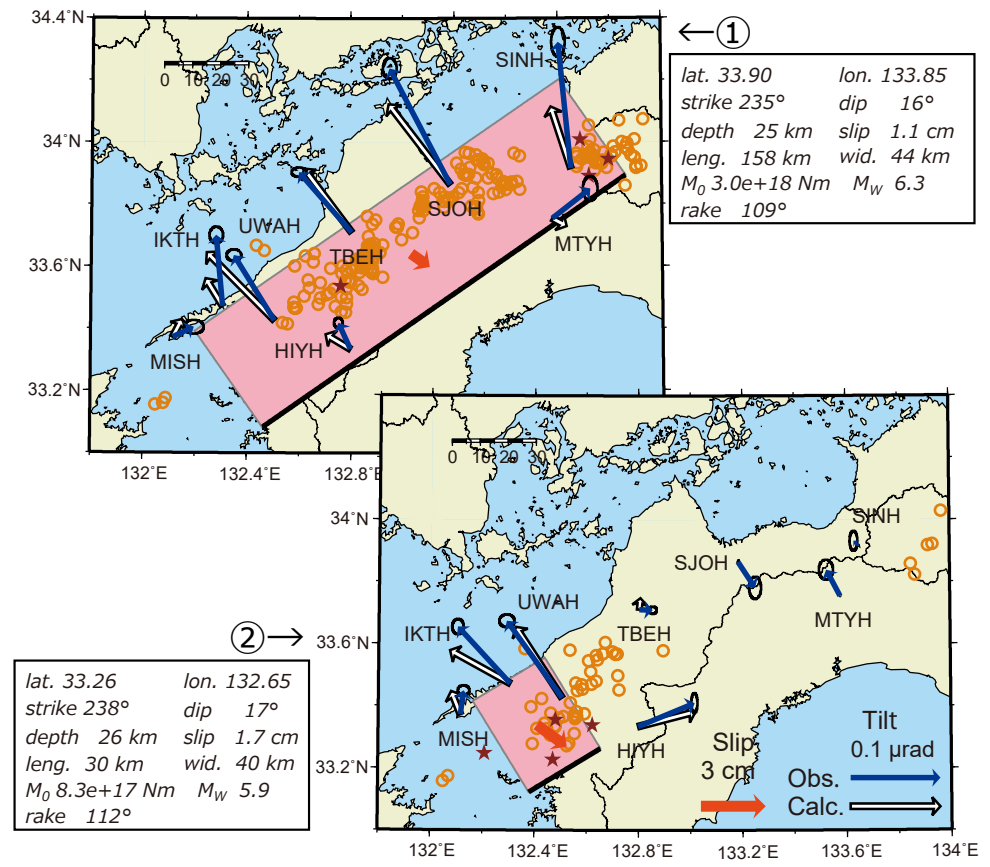 34.4°N
34°N
33.6°N
33.2°N
132°E
132.4°E
132.8°E
0 10 20 30
SINH
SJOH
IKTH
UWAH
TBEH
MTYH
MISH
HIYH
←①
lat. 33.90 lon. 133.85
strike 235° dip 16°
depth 25 km slip 1.1 cm
leng. 158 km wid. 44 km
M0 3.0e+18 Nm MW 6.3
rake 109°
②→
lat. 33.26 lon. 132.65
strike 238° dip 17°
depth 26 km slip 1.7 cm
leng. 30 km wid. 40 km
M0 8.3e+17 Nm MW 5.9
rake 112°
0 10 20 30
34°N
33.6°N
33.2°N
SINH
SJOH
MTYH
UWAH
IKTH
TBEH
MISH
HIYH
Slip
3 cm
Tilt
0.1 μrad
Obs.
Calc.
132°E
132.4°E
132.8°E
133.2°E
133.6°E
134°E